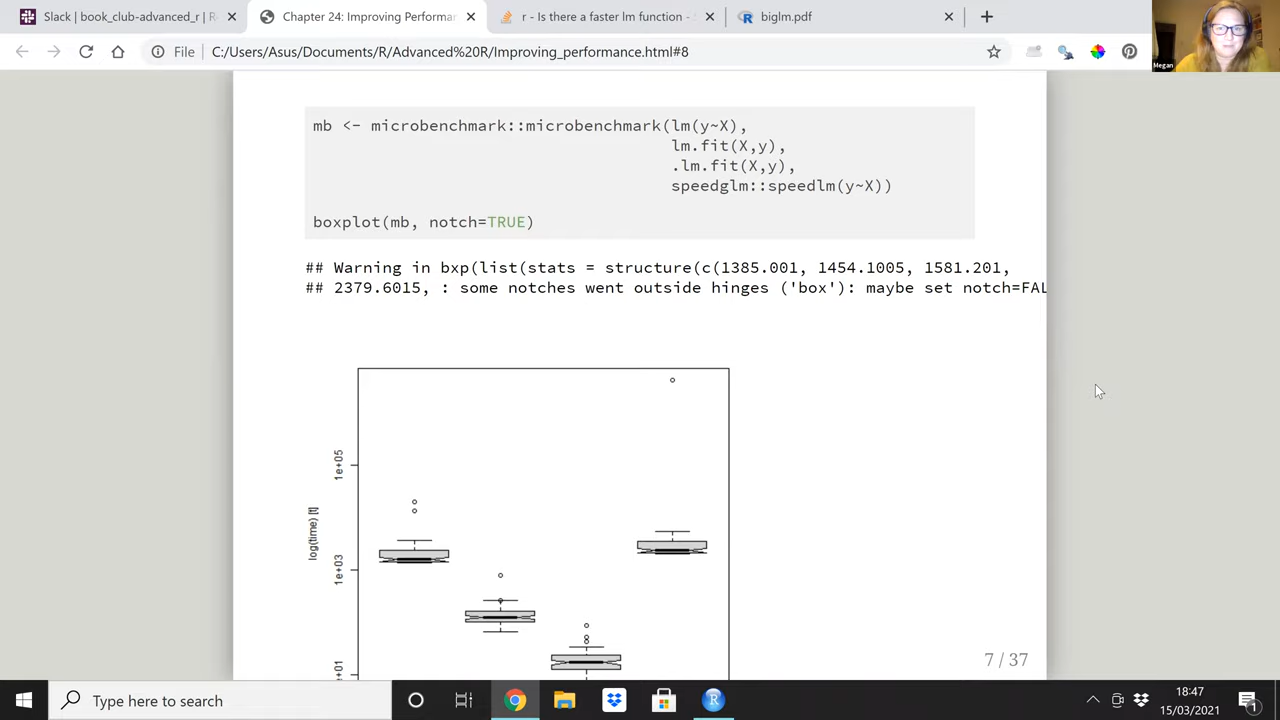 Slack | book_club-advanced_r | R
Chapter 24: Improving Performa
r - Is there a faster lm function -
biglm.pdf
File
C:/Users/Asus/Documents/R/Advanced%20R/Improving_performance.html#8
Megan
mb <- microbenchmark::microbenchmark(lm(y~X),
lm.fit(X,y),
.lm.fit(X,y),
speedglm::speedlm(y~X))
boxplot(mb, notch=TRUE)
## Warning in bxp(list(stats = structure(c(1385.001, 1454.1005, 1581.201,
## 2379.6015, : some notches went outside hinges ('box'): maybe set notch=FAL
log(time) [t]
1e+05
1e+03
e+01
7 / 37
Type here to search
18:47
15/03/2021
1